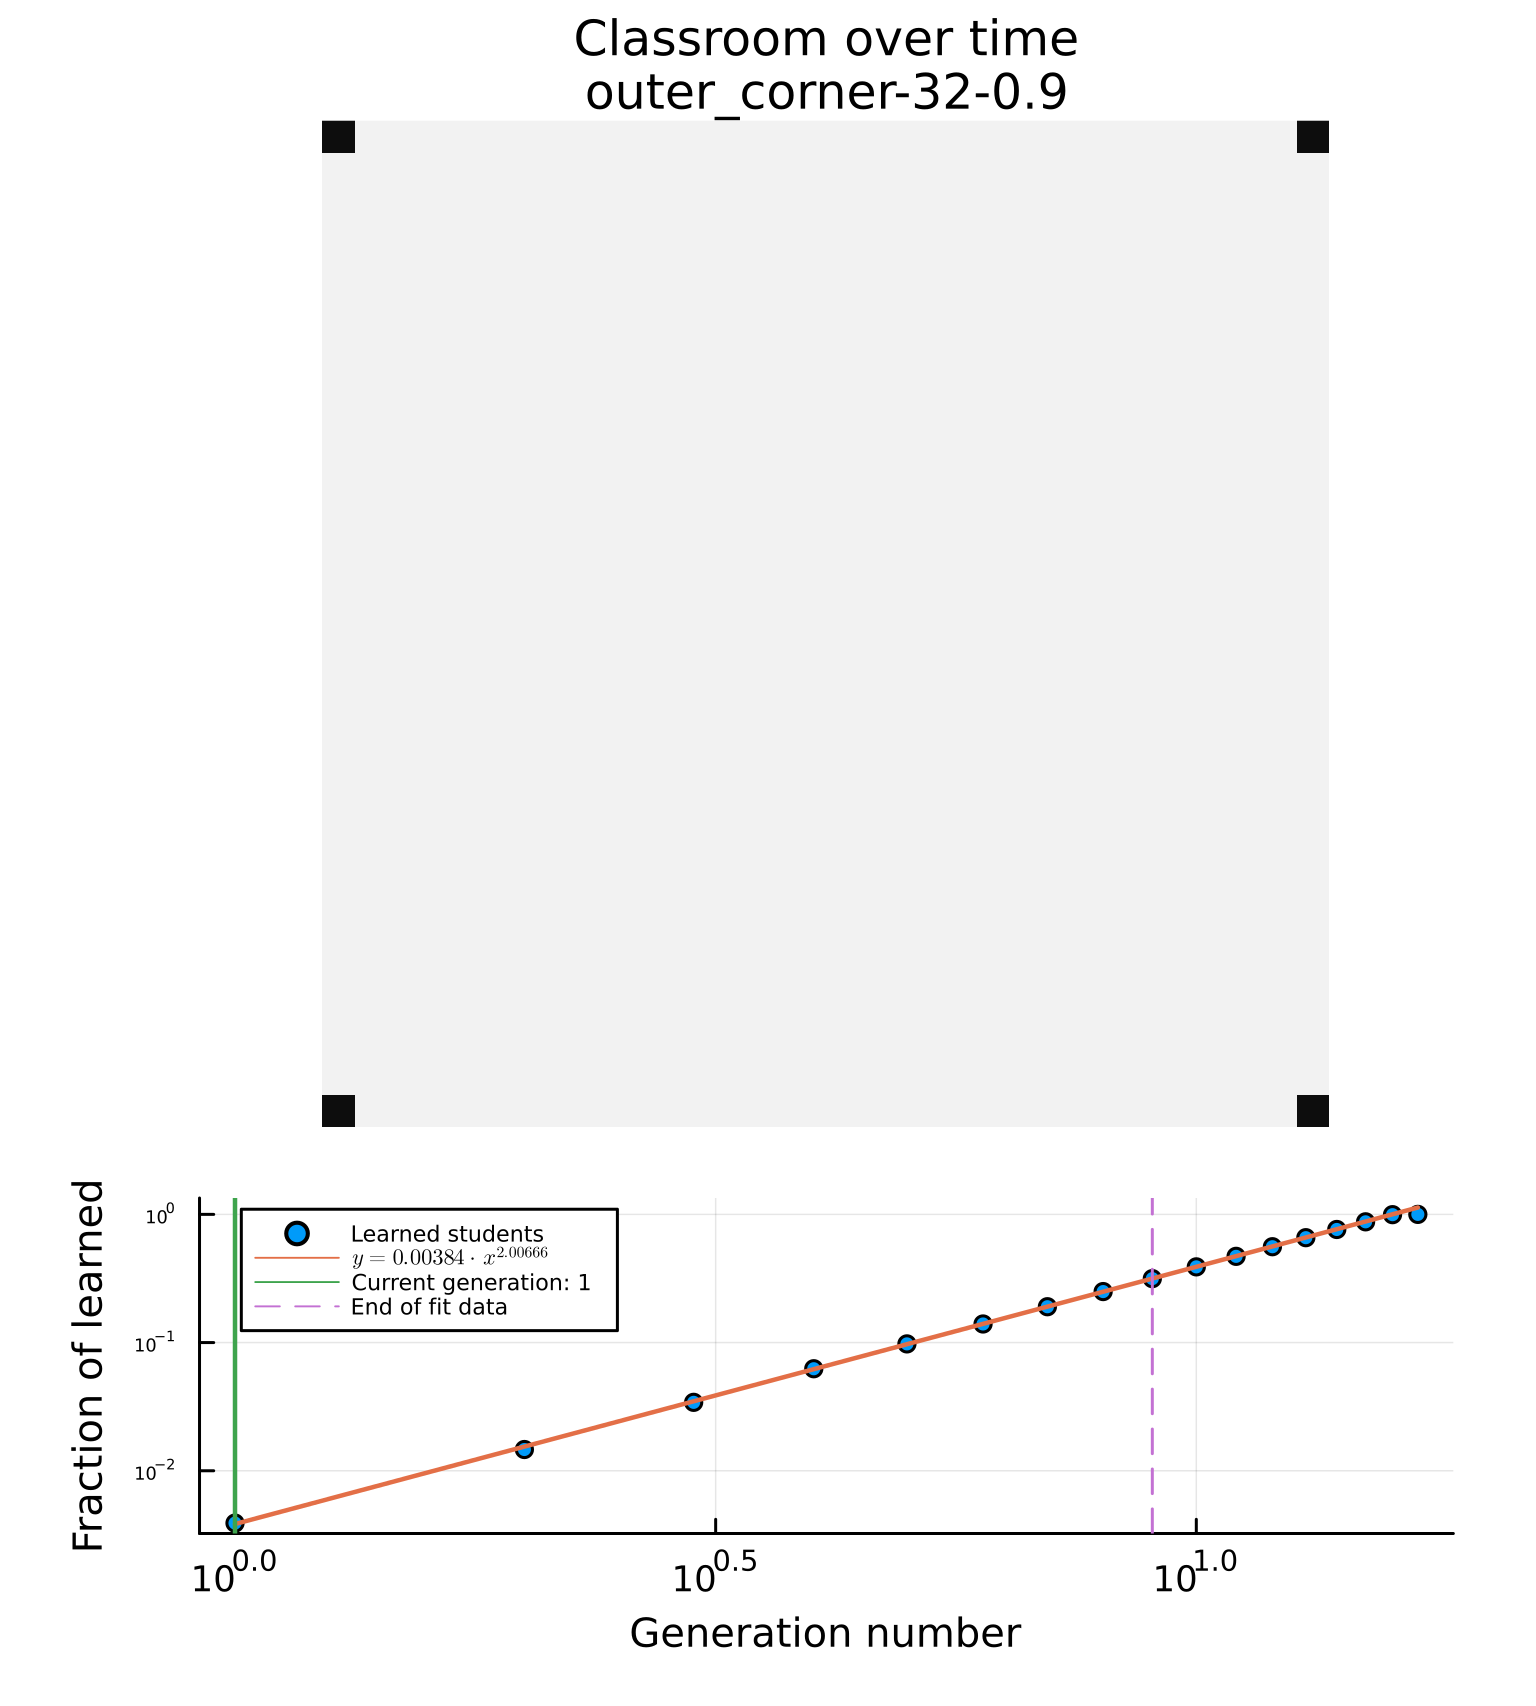 Classroom over time
outer_corner-32-0.9
Fraction of learned
10⁰
10⁻¹
10⁻²
Learned students
y = 0.00384 · x^2.00666
Current generation: 1
End of fit data
10^0.0
10^0.5
10^1.0
Generation number